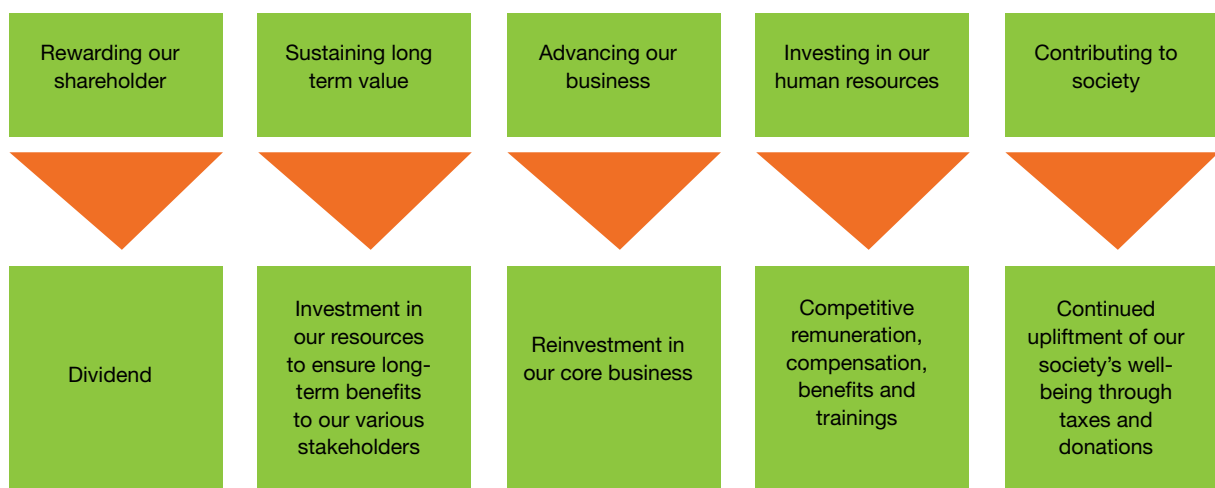 Rewarding our
shareholder
Sustaining long
term value
Advancing our
business
Investing in our
human resources
Contributing to
society
Dividend
Investment in
our resources
to ensure long-
term benefits
to our various
stakeholders
Reinvestment in
our core business
Competitive
remuneration,
compensation,
benefits and
trainings
Continued
upliftment of our
society’s well-
being through
taxes and
donations